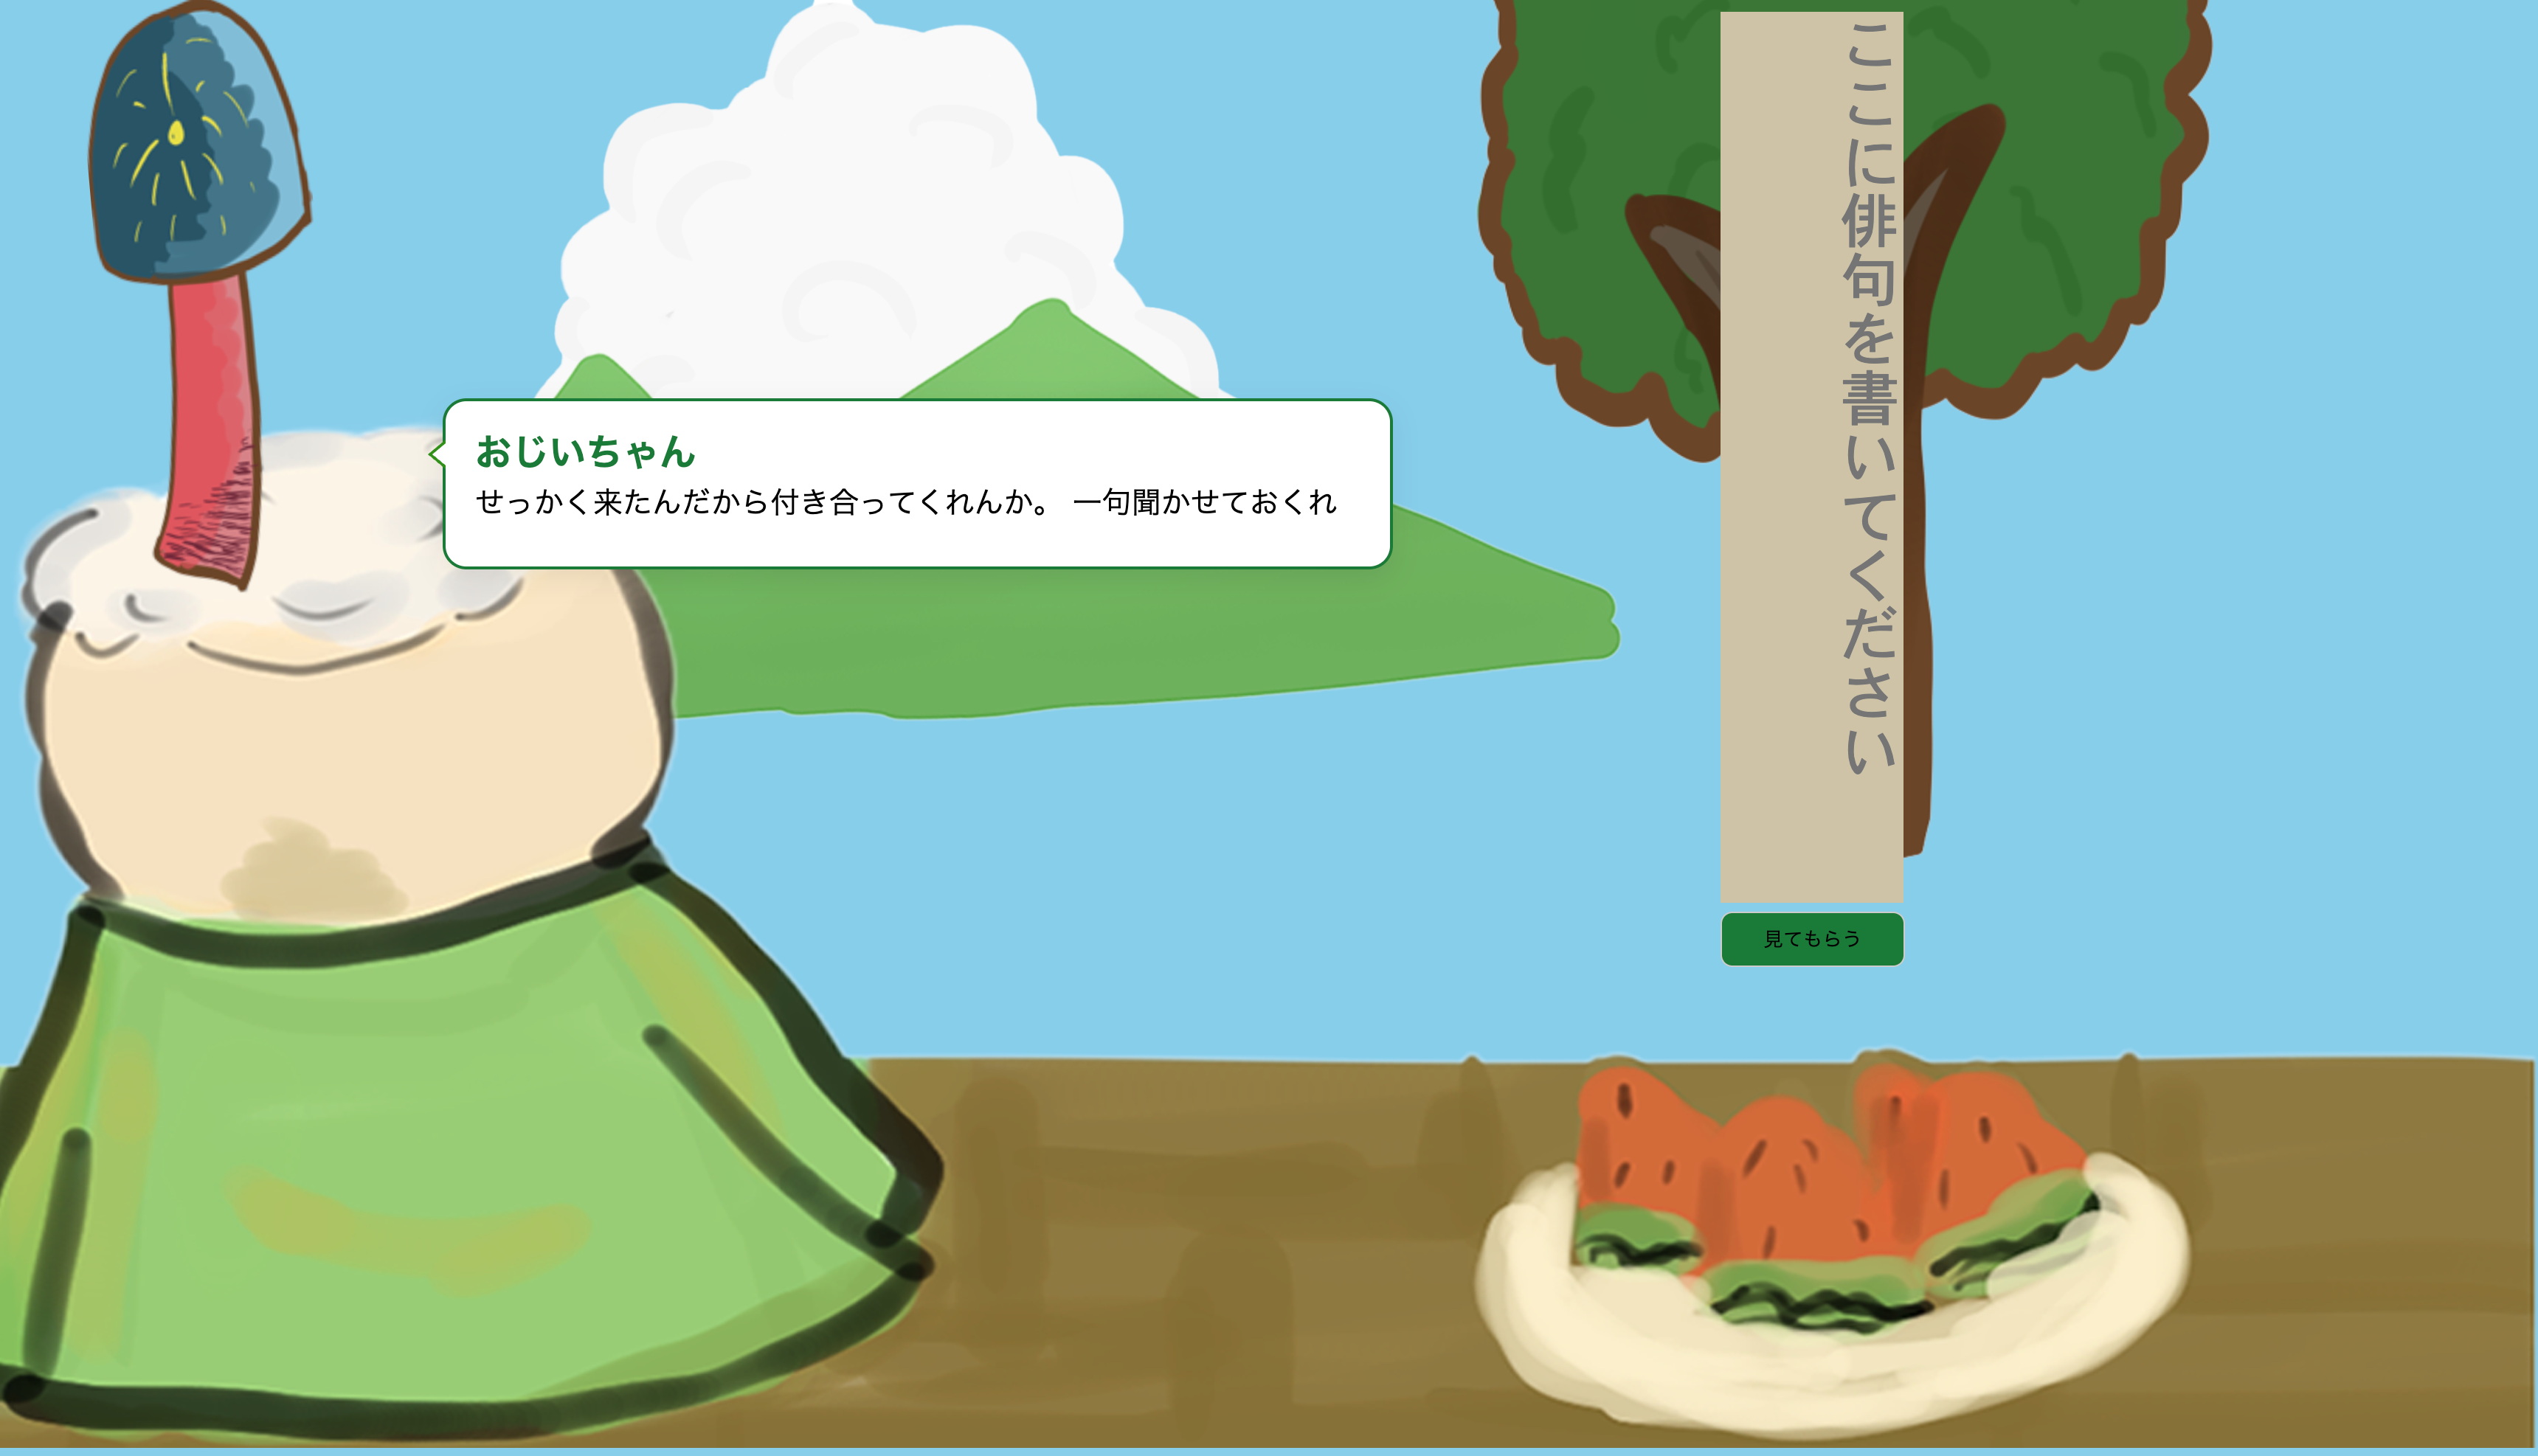 おじいちゃん
せっかく来たんだから付き合ってくれんか。 一句聞かせておくれ
ここに俳句を書いてください
見てもらう